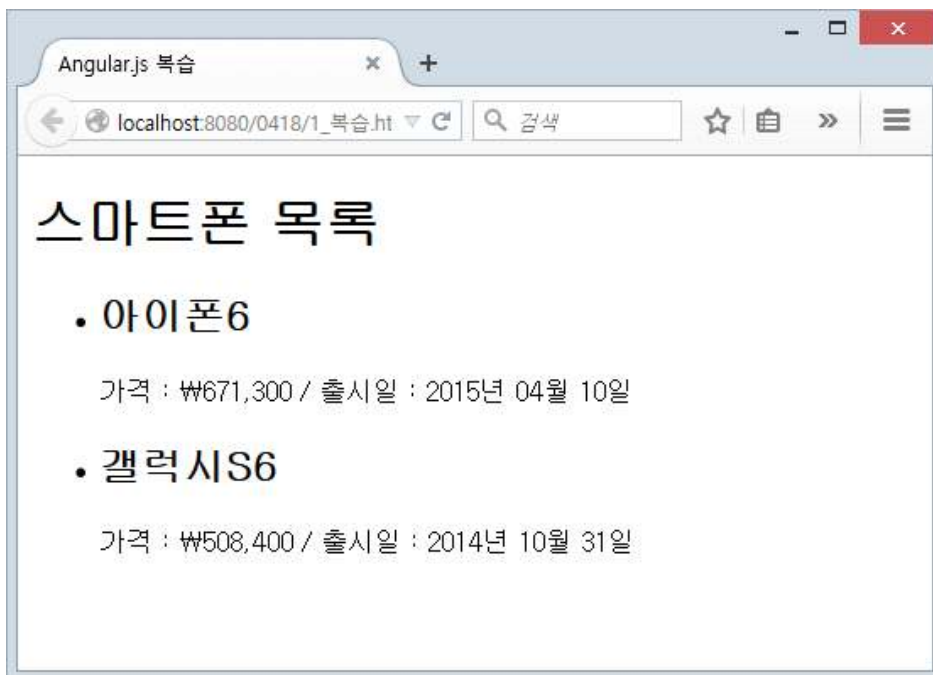 Angular.js 복습
localhost:8080/0418/1_복습.ht
검색
스마트폰 목록
• 아이폰6
가격 : ₩671,300 / 출시일 : 2015년 04월 10일
• 갤럭시S6
가격 : ₩508,400 / 출시일 : 2014년 10월 31일